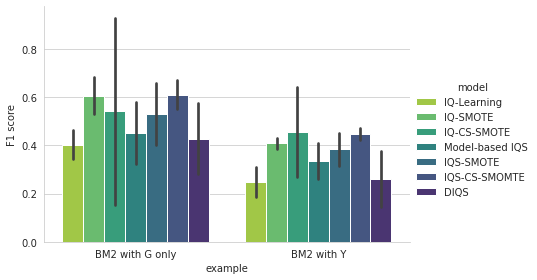 F1 score
0.8
0.6
0.4
0.2
0.0
BM2 with G only
BM2 with Y
example
model
IQ-Learning
IQ-SMOTE
IQ-CS-SMOTE
Model-based IQS
IQS-SMOTE
IQS-CS-SMOMTE
DIQS